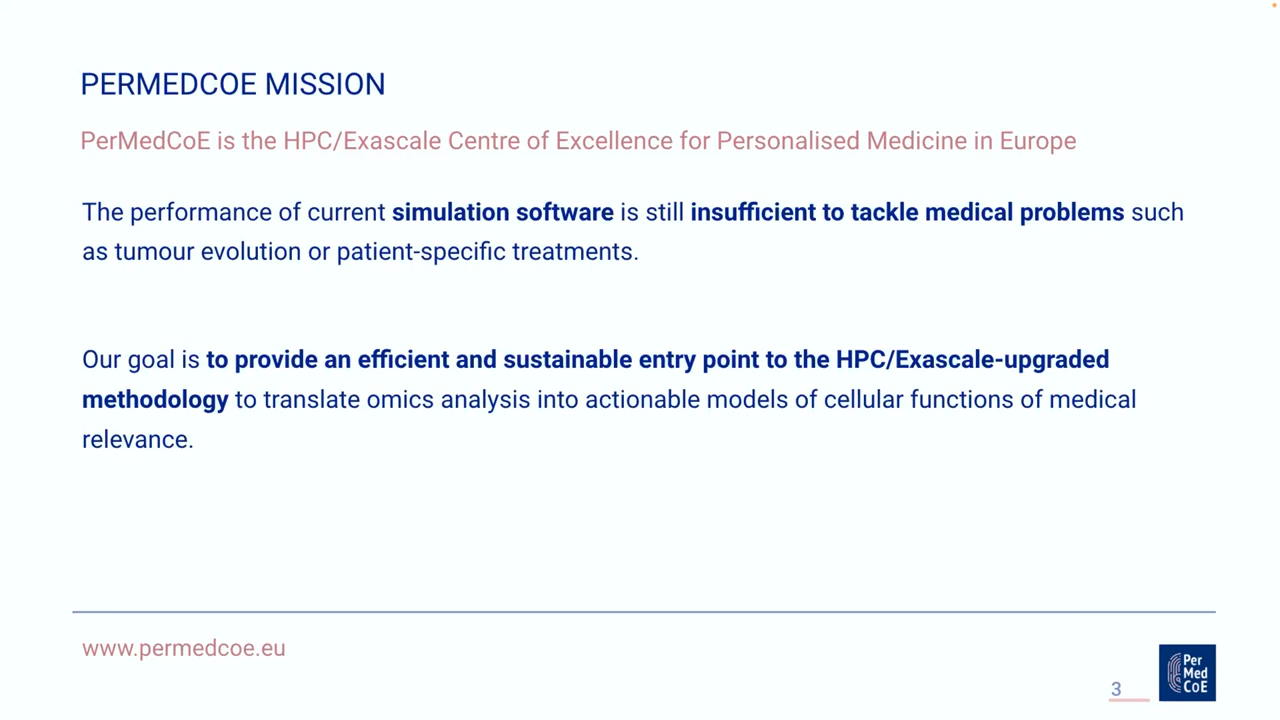 PERMEDCOE MISSION
PerMedCoE is the HPC/Exascale Centre of Excellence for Personalised Medicine in Europe
The performance of current simulation software is still insufficient to tackle medical problems such
as tumour evolution or patient-specific treatments.
Our goal is to provide an efficient and sustainable entry point to the HPC/Exascale-upgraded
methodology to translate omics analysis into actionable models of cellular functions of medical
relevance.
www.permedcoe.eu
3
Per
Med
CoE